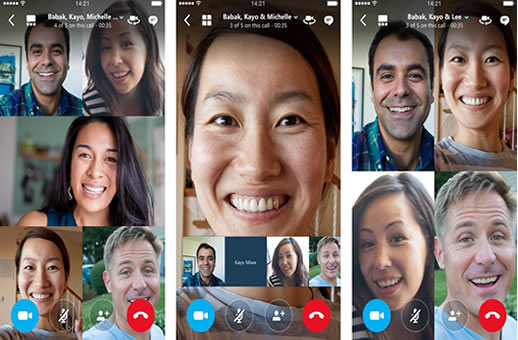 14:21
Babak, Kayo, Michelle ...
4 of 5 on this call - 00:35
14:21
Babak, Kayo & Michelle
3 of 5 on this call - 00:35
Kayo Miwa
14:21
Babak, Kayo & Lee
3 of 5 on this call - 00:35